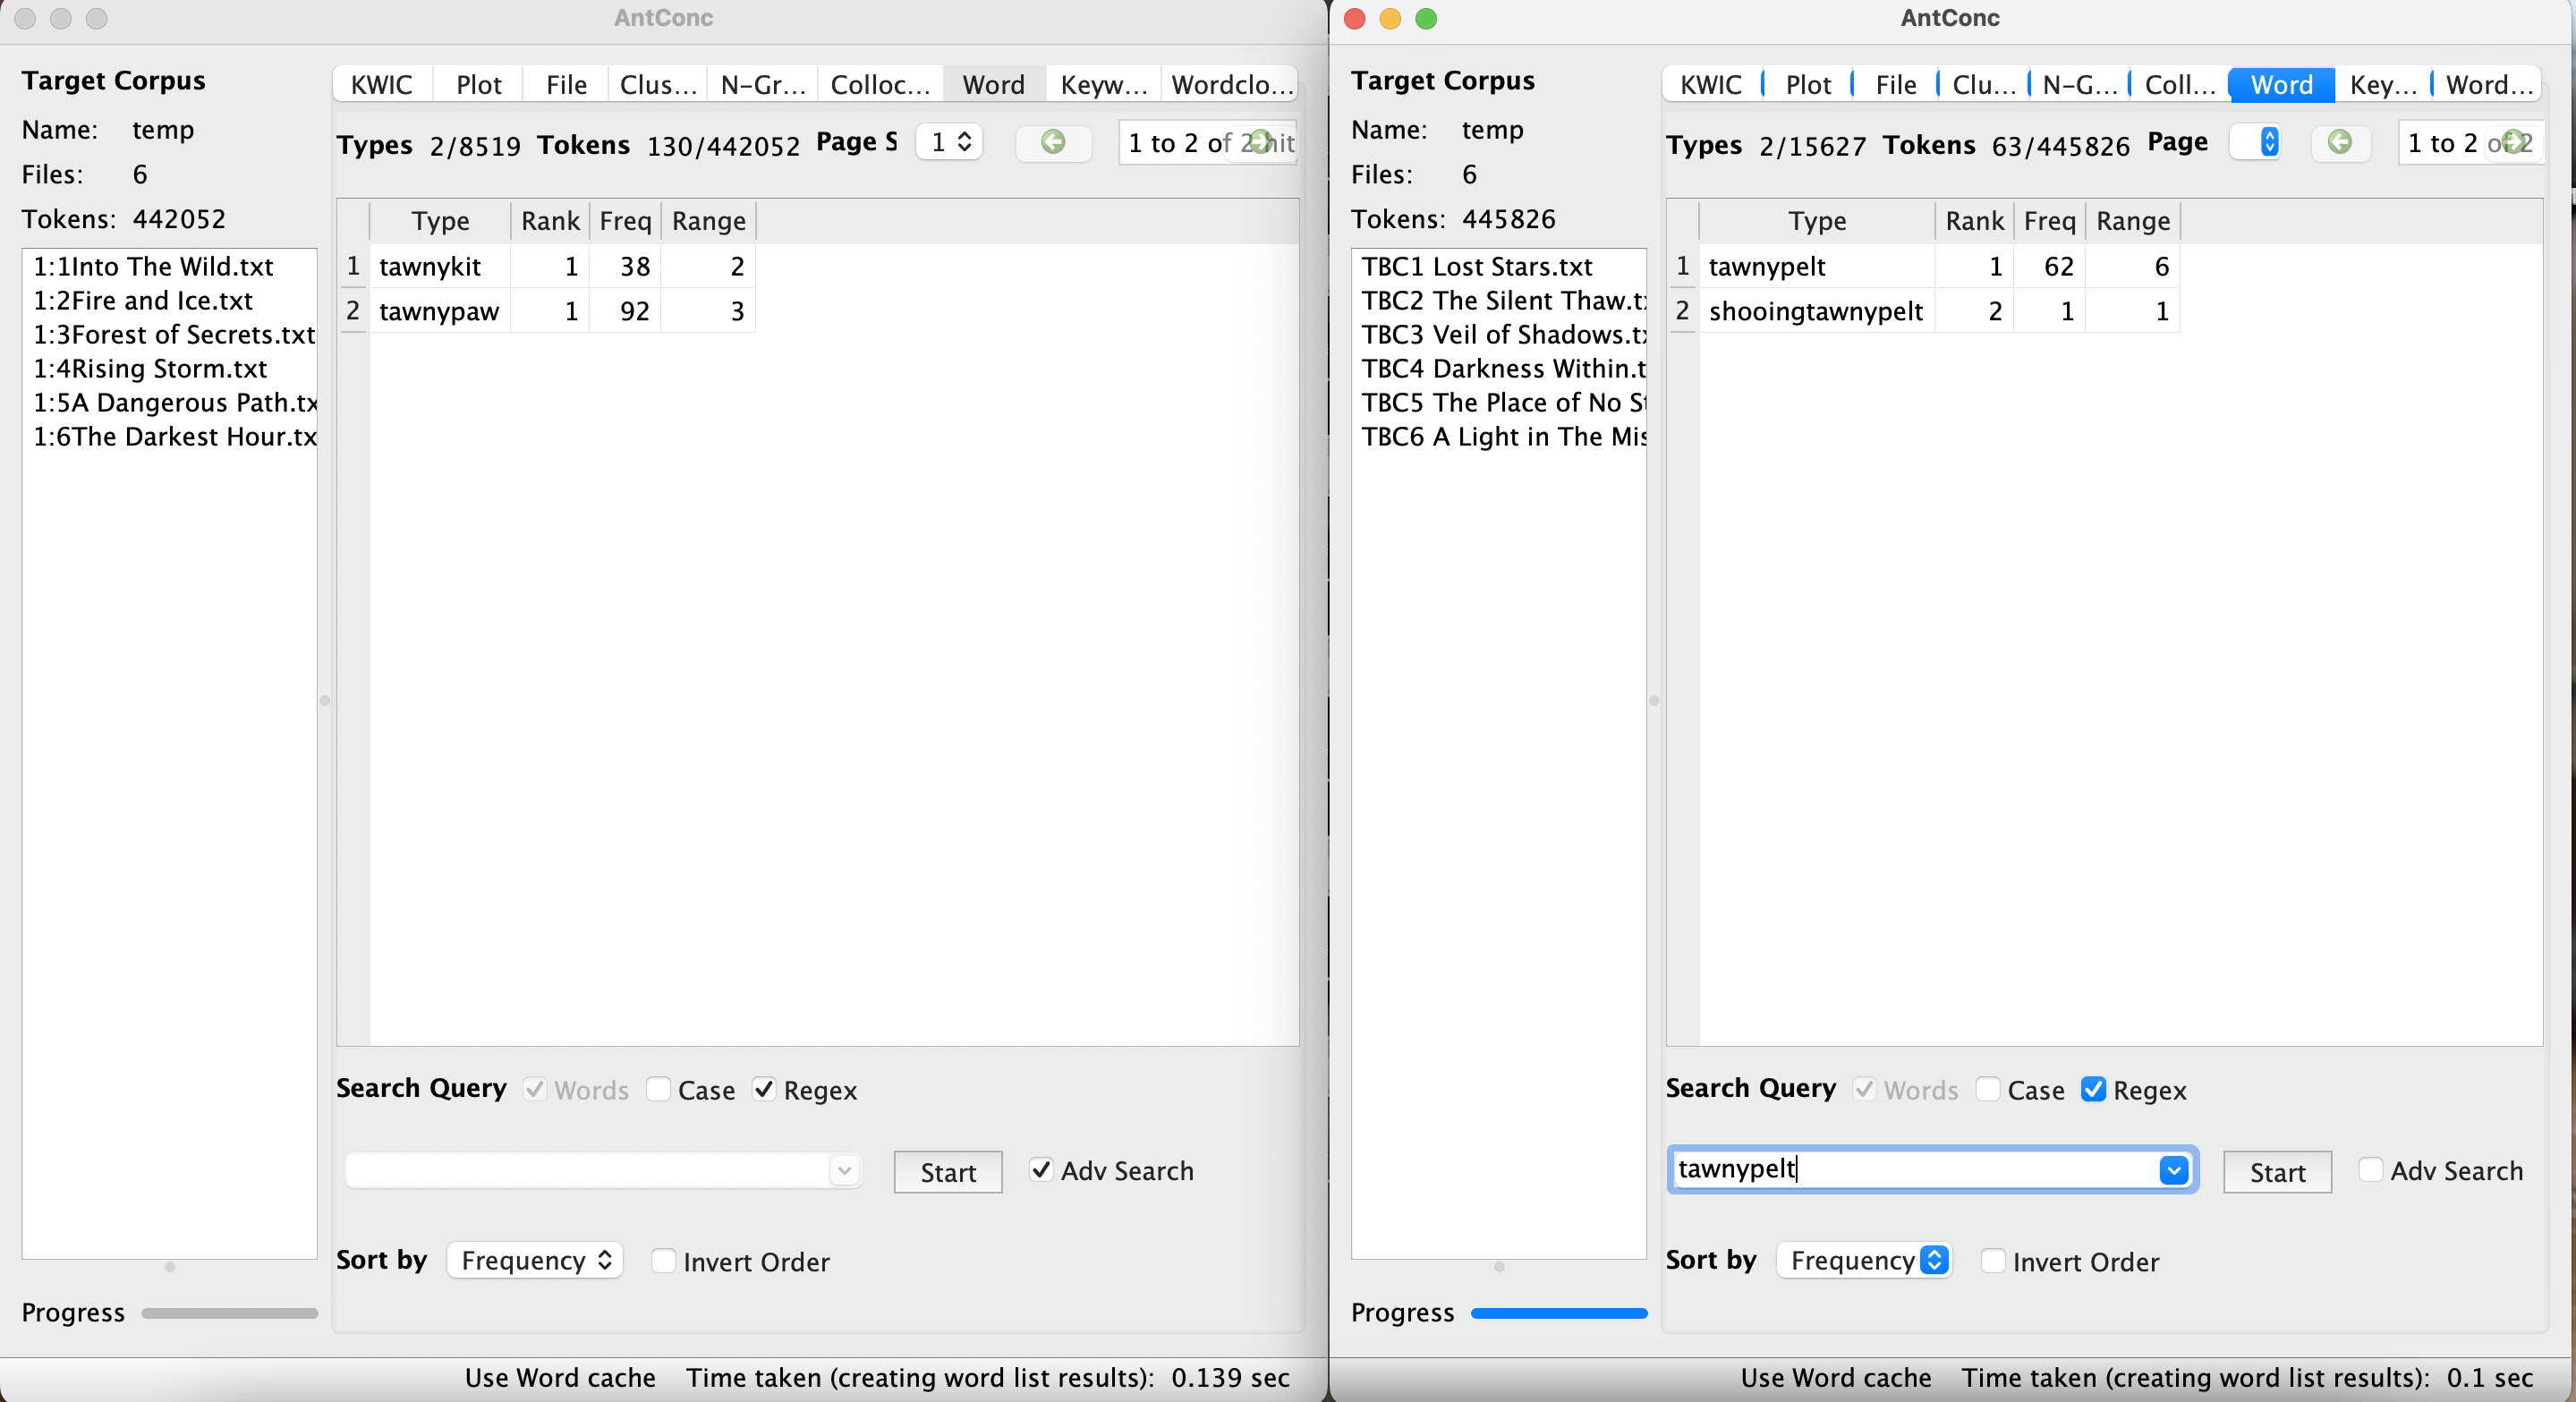 AntConc
Target Corpus
Name: temp
Files: 6
Tokens: 442052
1:1Into The Wild.txt
1:2Fire and Ice.txt
1:3Forest of Secrets.txt
1:4Rising Storm.txt
1:5A Dangerous Path.tx
1:6The Darkest Hour.tx
KWIC Plot File Clus... N-Gr... Colloc... Word Keyw... Wordclo...
Types 2/8519 Tokens 130/442052 Page S 1 1 to 2 of 2 hit
Type Rank Freq Range
1 tawnykit 1 38 2
2 tawnypaw 1 92 3
Search Query Words Case Regex
Start Adv Search
Sort by Frequency Invert Order
Progress
Use Word cache Time taken (creating word list results): 0.139 sec
AntConc
Target Corpus
Name: temp
Files: 6
Tokens: 445826
TBC1 Lost Stars.txt
TBC2 The Silent Thaw.t
TBC3 Veil of Shadows.t
TBC4 Darkness Within.t
TBC5 The Place of No St
TBC6 A Light in The Mis
KWIC Plot File Clu... N-G... Coll... Word Key... Word...
Types 2/15627 Tokens 63/445826 Page 1 to 2 of 2
Type Rank Freq Range
1 tawnypelt 1 62 6
2 shooingtawnypelt 2 1 1
Search Query Words Case Regex
tawnypelt Start Adv Search
Sort by Frequency Invert Order
Progress
Use Word cache Time taken (creating word list results): 0.1 sec